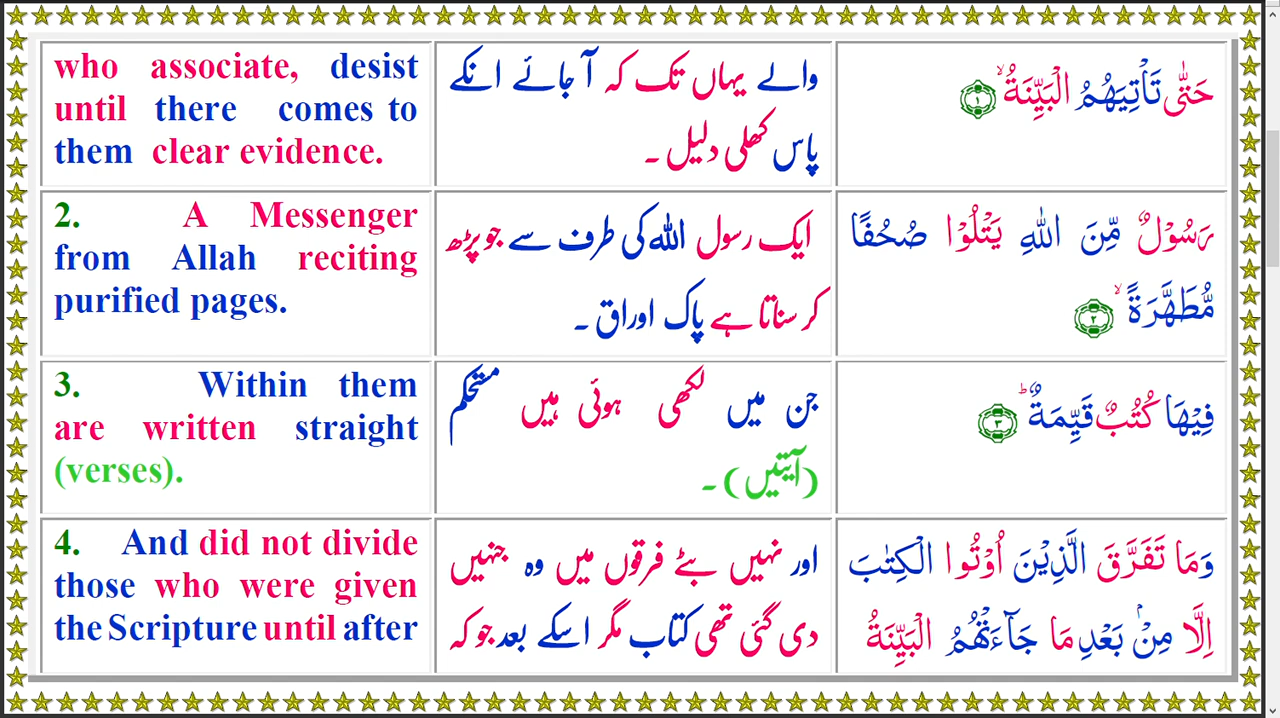 who associate, desist
until there comes to
them clear evidence.
والے یہاں تک کہ آ جائے انکے
پاس کھلی دلیل ۔
حَتّٰى تَاْتِيَهُمُ الْبَيِّنَةُ ۙ ‏﴿۱﴾
2. A Messenger
from Allah reciting
purified pages.
ایک رسول اللہ کی طرف سے جو پڑھ
کر سناتا ہے پاک اوراق ۔
رَسُوْلٌ مِّنَ اللّٰهِ يَتْلُوْا صُحُفًا
مُّطَهَّرَةً ۙ ‏﴿۲﴾
3. Within them
are written straight
(verses).
جن میں لکھی ہوئی ہیں مستحکم
(آیتیں) ۔
فِيْهَا كُتُبٌ قَيِّمَةٌ ؕ ‏﴿۳﴾
4. And did not divide
those who were given
the Scripture until after
اور نہیں بٹے فرقوں میں وہ جنہیں
دی گئی تھی کتاب مگر اسکے بعد جو کہ
وَمَا تَفَرَّقَ الَّذِيْنَ اُوْتُوا الْكِتٰبَ
اِلَّا مِنْۢ بَعْدِ مَا جَآءَتْهُمُ الْبَيِّنَةُ